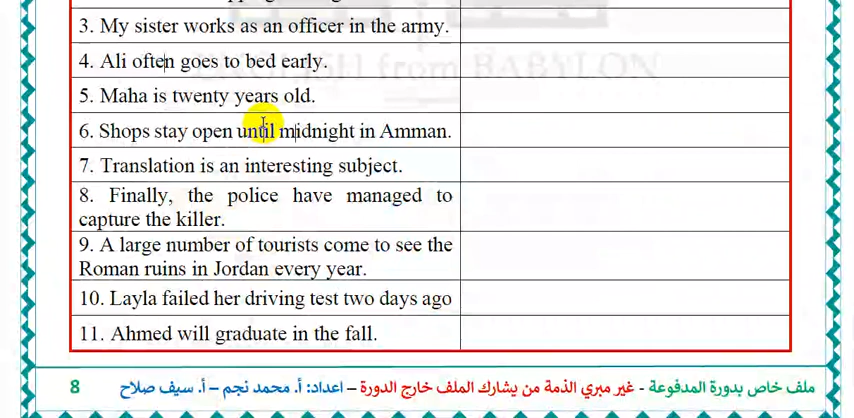 3. My sister works as an officer in the army.
4. Ali often goes to bed early.
5. Maha is twenty years old.
6. Shops stay open until midnight in Amman.
7. Translation is an interesting subject.
8. Finally, the police have managed to
capture the killer.
9. A large number of tourists come to see the
Roman ruins in Jordan every year.
10. Layla failed her driving test two days ago
11. Ahmed will graduate in the fall.
ملف خاص بدورة المدفوعة - غير مبري الذمة من يشارك الملف خارج الدورة – اعداد: أ. محمد نجم – أ. سيف صلاح 8